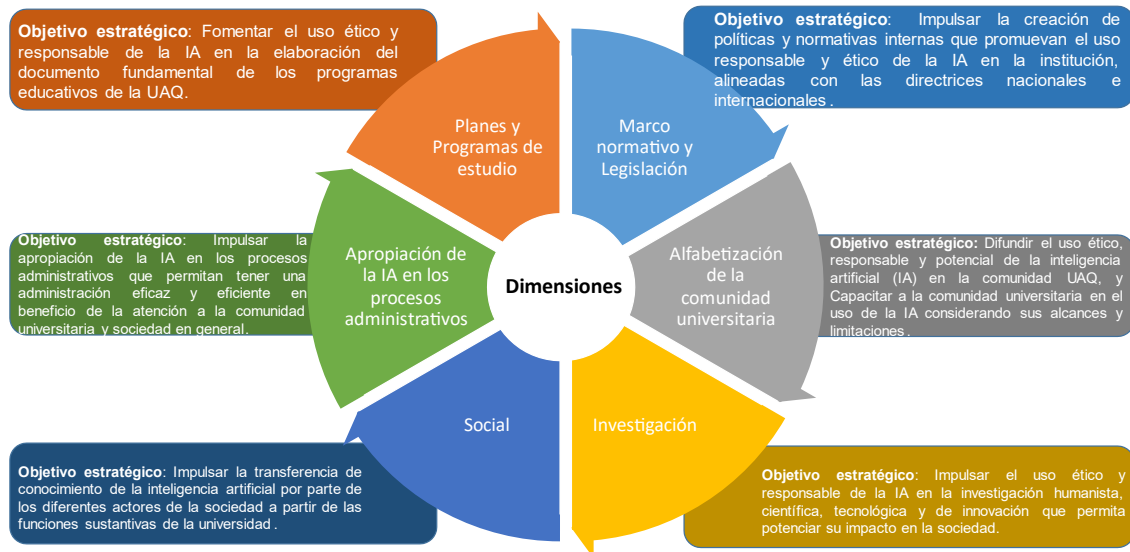 Objetivo estratégico: Fomentar el uso ético y
responsable de la IA en la elaboración del
documento fundamental de los programas
educativos de la UAQ.
Objetivo estratégico: Impulsar la creación de
políticas y normativas internas que promuevan el uso
responsable y ético de la IA en la institución,
alineadas con las directrices nacionales e
internacionales.
Planes y
Programas de
estudio
Marco
normativo y
Legislación
Objetivo estratégico: Impulsar la
apropiación de la IA en los procesos
administrativos que permitan tener una
administración eficaz y eficiente en
beneficio de la atención a la comunidad
universitaria y sociedad en general.
Apropiación de
la IA en los
procesos
administrativos
Dimensiones
Alfabetización
de la
comunidad
universitaria
Objetivo estratégico: Difundir el uso ético,
responsable y potencial de la inteligencia
artificial (IA) en la comunidad UAQ, y
Capacitar a la comunidad universitaria en el
uso de la IA considerando sus alcances y
limitaciones.
Social
Investigación
Objetivo estratégico: Impulsar la transferencia de
conocimiento de la inteligencia artificial por parte de
los diferentes actores de la sociedad a partir de las
funciones sustantivas de la universidad.
Objetivo estratégico: Impulsar el uso ético y
responsable de la IA en la investigación humanista,
científica, tecnológica y de innovación que permita
potenciar su impacto en la sociedad.